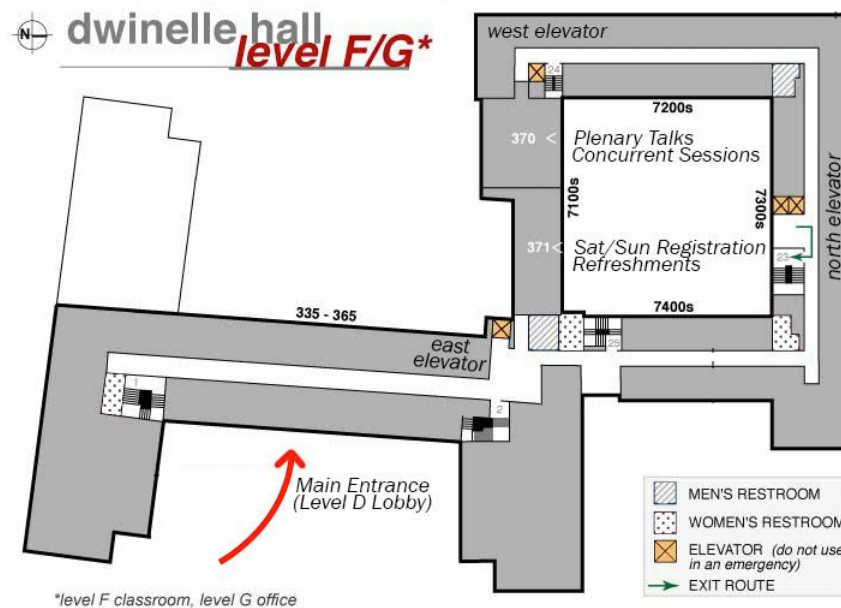 N
dwinelle hall
level F/G*
west elevator
24
7200s
370 < Plenary Talks
Concurrent Sessions
7100s
7300s
north elevator
371 < Sat/Sun Registration
Refreshments
23
335 - 365
7400s
east
elevator
25
1
2
Main Entrance
(Level D Lobby)
MEN'S RESTROOM
WOMEN'S RESTROOM
ELEVATOR (do not use
in an emergency)
EXIT ROUTE
*level F classroom, level G office